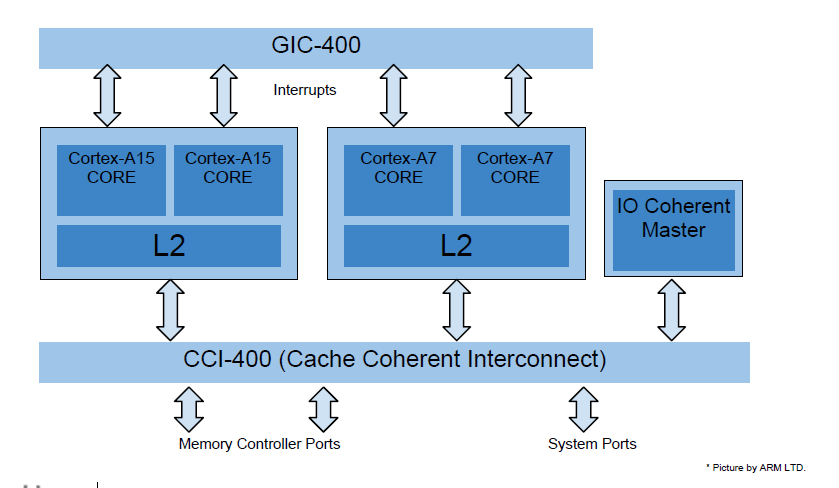 GIC-400
Interrupts
Cortex-A15
CORE
Cortex-A15
CORE
Cortex-A7
CORE
Cortex-A7
CORE
L2
L2
IO Coherent
Master
CCI-400 (Cache Coherent Interconnect)
Memory Controller Ports
System Ports
* Picture by ARM LTD.